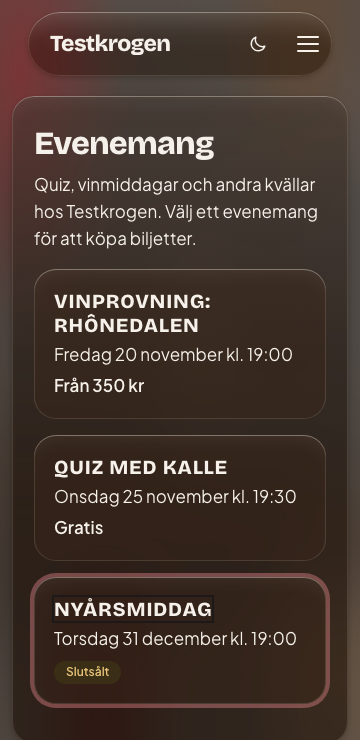 Testkrogen
Evenemang
Quiz, vinmiddagar och andra kvällar
hos Testkrogen. Välj ett evenemang
för att köpa biljetter.
VINPROVNING:
RHÔNEDALEN
Fredag 20 november kl. 19:00
Från 350 kr
QUIZ MED KALLE
Onsdag 25 november kl. 19:30
Gratis
NYÅRSMIDDAG
Torsdag 31 december kl. 19:00
Slutsålt